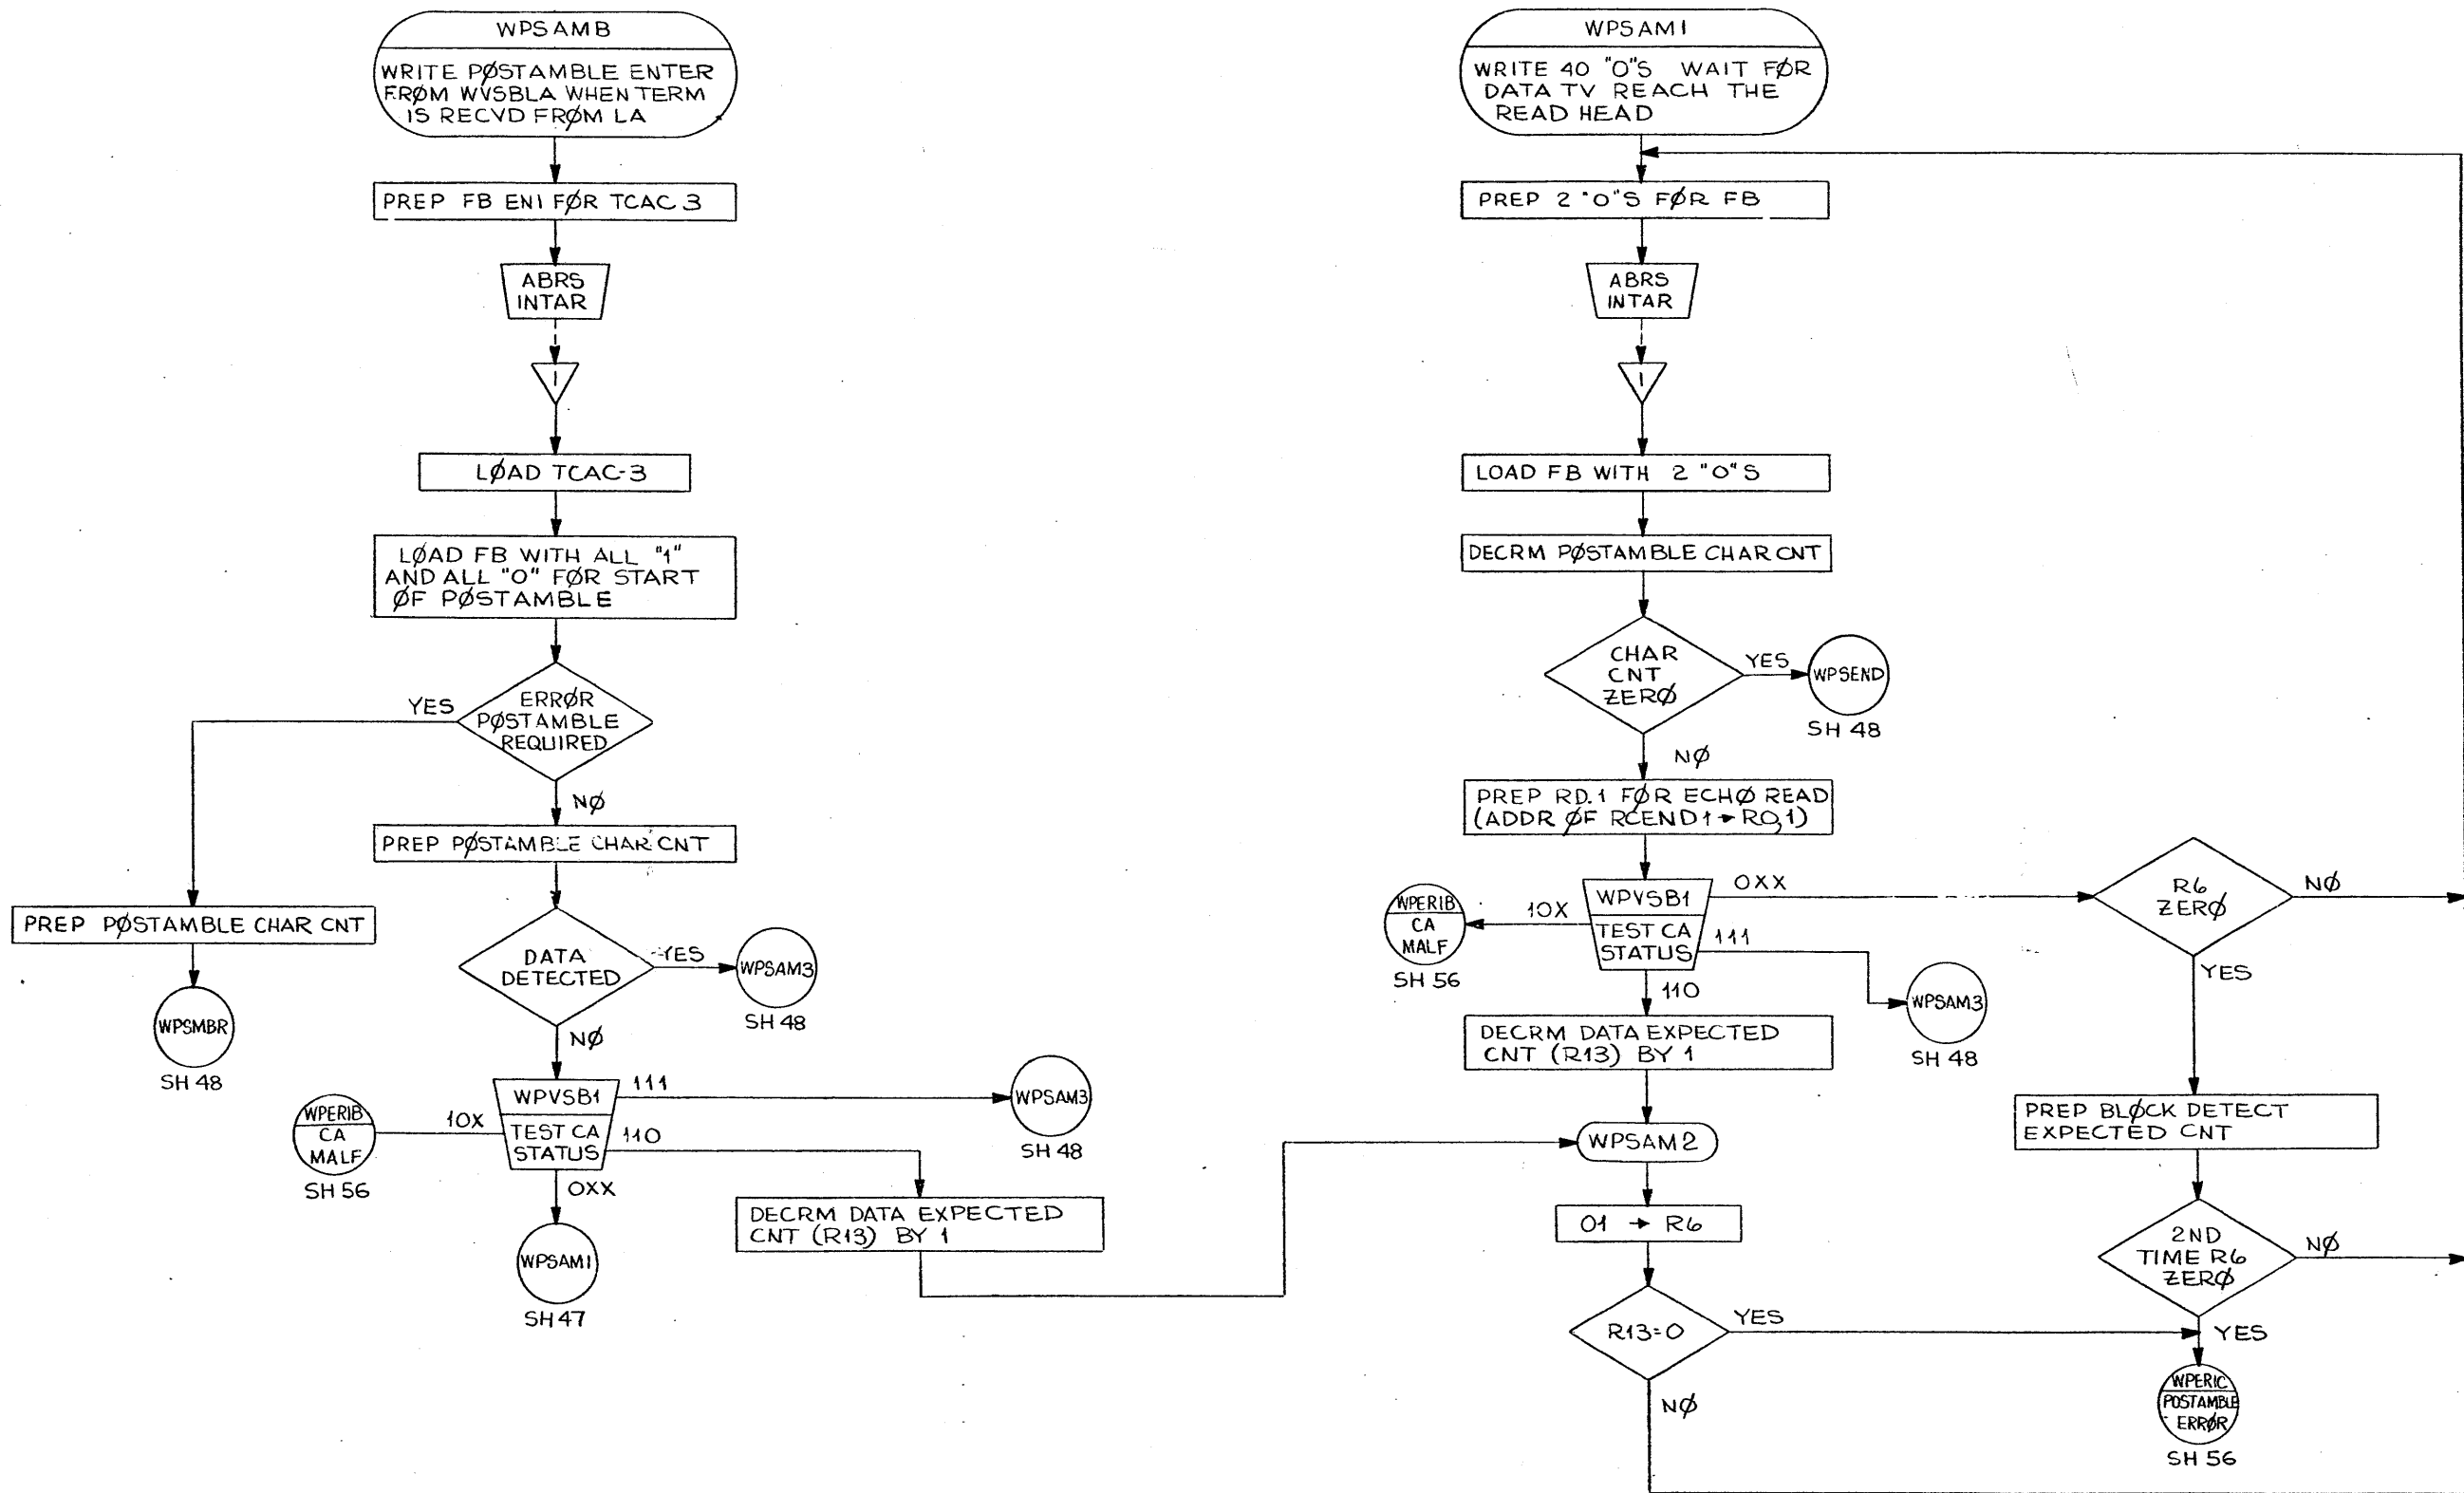 WPSAMB
WRITE PØSTAMBLE ENTER
FRØM WVSBLA WHEN TERM
IS RECVD FRØM LA
PREP FB EN1 FØR TCAC 3
ABRS
INTAR
1
LØAD TCAC-3
LØAD FB WITH ALL "1"
AND ALL "0" FØR START
ØF PØSTAMBLE
ERRØR
PØSTAMBLE
REQUIRED
YES
NØ
PREP PØSTAMBLE CHAR CNT
PREP PØSTAMBLE CHAR CNT
WPSMBR
SH 48
DATA
DETECTED
YES
WPSAM3
SH 48
NØ
WPVSB1
TEST CA
STATUS
10X
WPERIB
CA
MALF
SH 56
111
WPSAM3
SH 48
110
0XX
WPSAM1
SH 47
DECRM DATA EXPECTED
CNT (R13) BY 1
WPSAM1
WRITE 40 "0"S WAIT FØR
DATA TV REACH THE
READ HEAD
PREP 2 "0"S FØR FB
ABRS
INTAR
1
LOAD FB WITH 2 "0"S
DECRM PØSTAMBLE CHAR CNT
CHAR
CNT
ZERØ
YES
WPSEND
SH 48
NØ
PREP RD.1 FØR ECHØ READ
(ADDR ØF RCEND1 → R0,1)
WPVSB1
TEST CA
STATUS
10X
WPERIB
CA
MALF
SH 56
0XX
111
WPSAM3
SH 48
110
DECRM DATA EXPECTED
CNT (R13) BY 1
WPSAM2
01 → R6
R13=0
YES
NØ
R6
ZERØ
NØ
YES
PREP BLØCK DETECT
EXPECTED CNT
2ND
TIME R6
ZERØ
NØ
YES
WPERIC
POSTAMBLE
ERRØR
SH 56